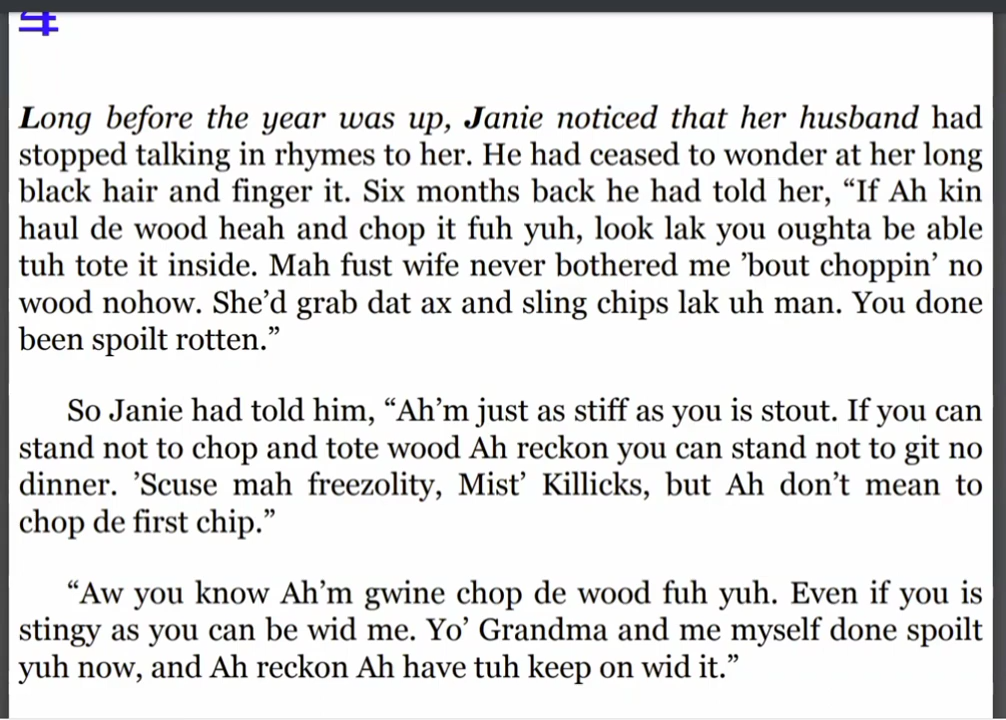 4
Long before the year was up, Janie noticed that her husband had
stopped talking in rhymes to her. He had ceased to wonder at her long
black hair and finger it. Six months back he had told her, “If Ah kin
haul de wood heah and chop it fuh yuh, look lak you oughta be able
tuh tote it inside. Mah fust wife never bothered me ’bout choppin’ no
wood nohow. She’d grab dat ax and sling chips lak uh man. You done
been spoilt rotten.”
So Janie had told him, “Ah’m just as stiff as you is stout. If you can
stand not to chop and tote wood Ah reckon you can stand not to git no
dinner. ’Scuse mah freezolity, Mist’ Killicks, but Ah don’t mean to
chop de first chip.”
“Aw you know Ah’m gwine chop de wood fuh yuh. Even if you is
stingy as you can be wid me. Yo’ Grandma and me myself done spoilt
yuh now, and Ah reckon Ah have tuh keep on wid it.”